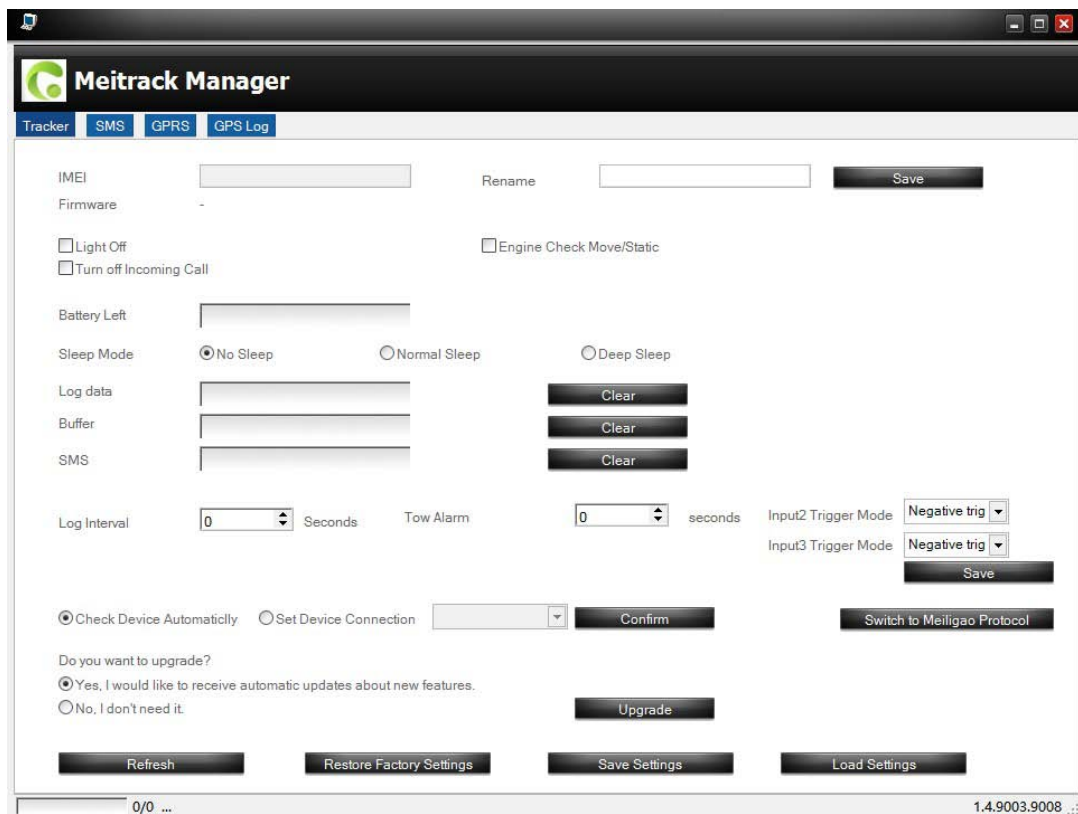 Meitrack Manager
Tracker SMS GPRS GPS Log
IMEI Rename Save
Firmware -
Light Off Engine Check Move/Static
Turn off Incoming Call
Battery Left
Sleep Mode No Sleep Normal Sleep Deep Sleep
Log data Clear
Buffer Clear
SMS Clear
Log Interval 0 Seconds Tow Alarm 0 seconds Input2 Trigger Mode Negative trig
Input3 Trigger Mode Negative trig
Save
Check Device Automaticlly Set Device Connection Confirm Switch to Meiligao Protocol
Do you want to upgrade?
Yes, I would like to receive automatic updates about new features.
No, I don't need it. Upgrade
Refresh Restore Factory Settings Save Settings Load Settings
0/0 ... 1.4.9003.9008